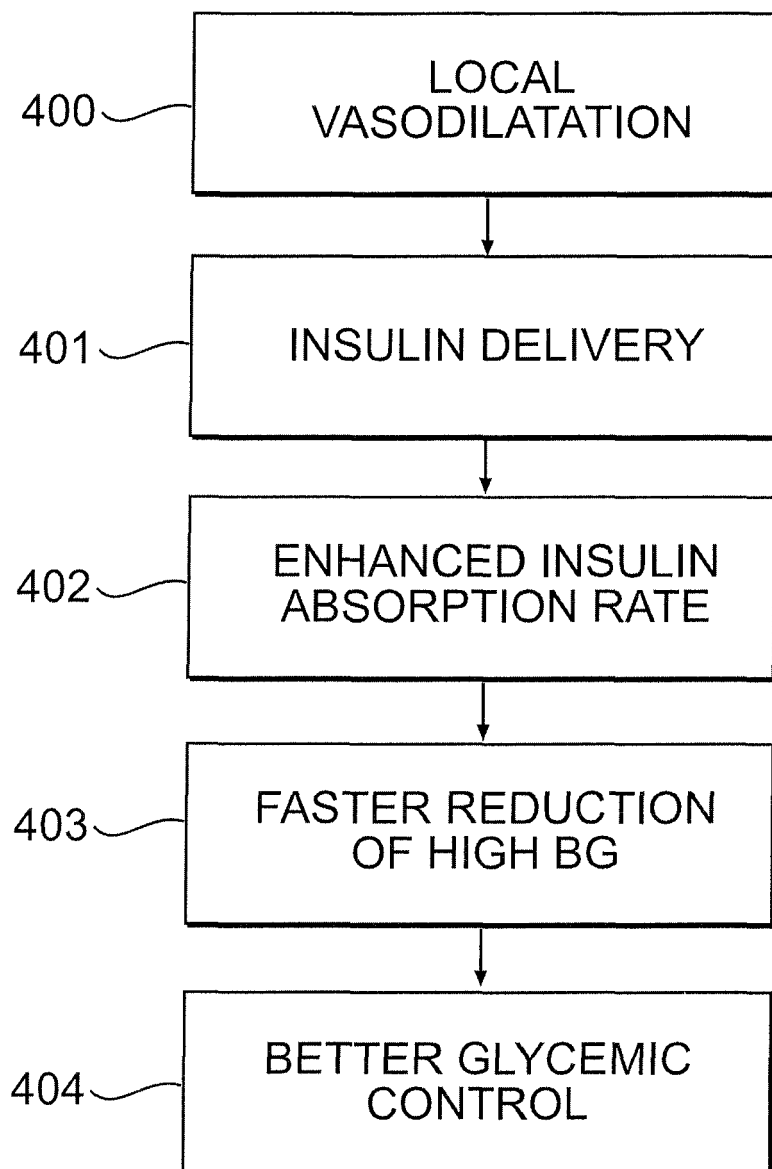 400
LOCAL
VASODILATATION
401
INSULIN DELIVERY
402
ENHANCED INSULIN
ABSORPTION RATE
403
FASTER REDUCTION
OF HIGH BG
404
BETTER GLYCEMIC
CONTROL